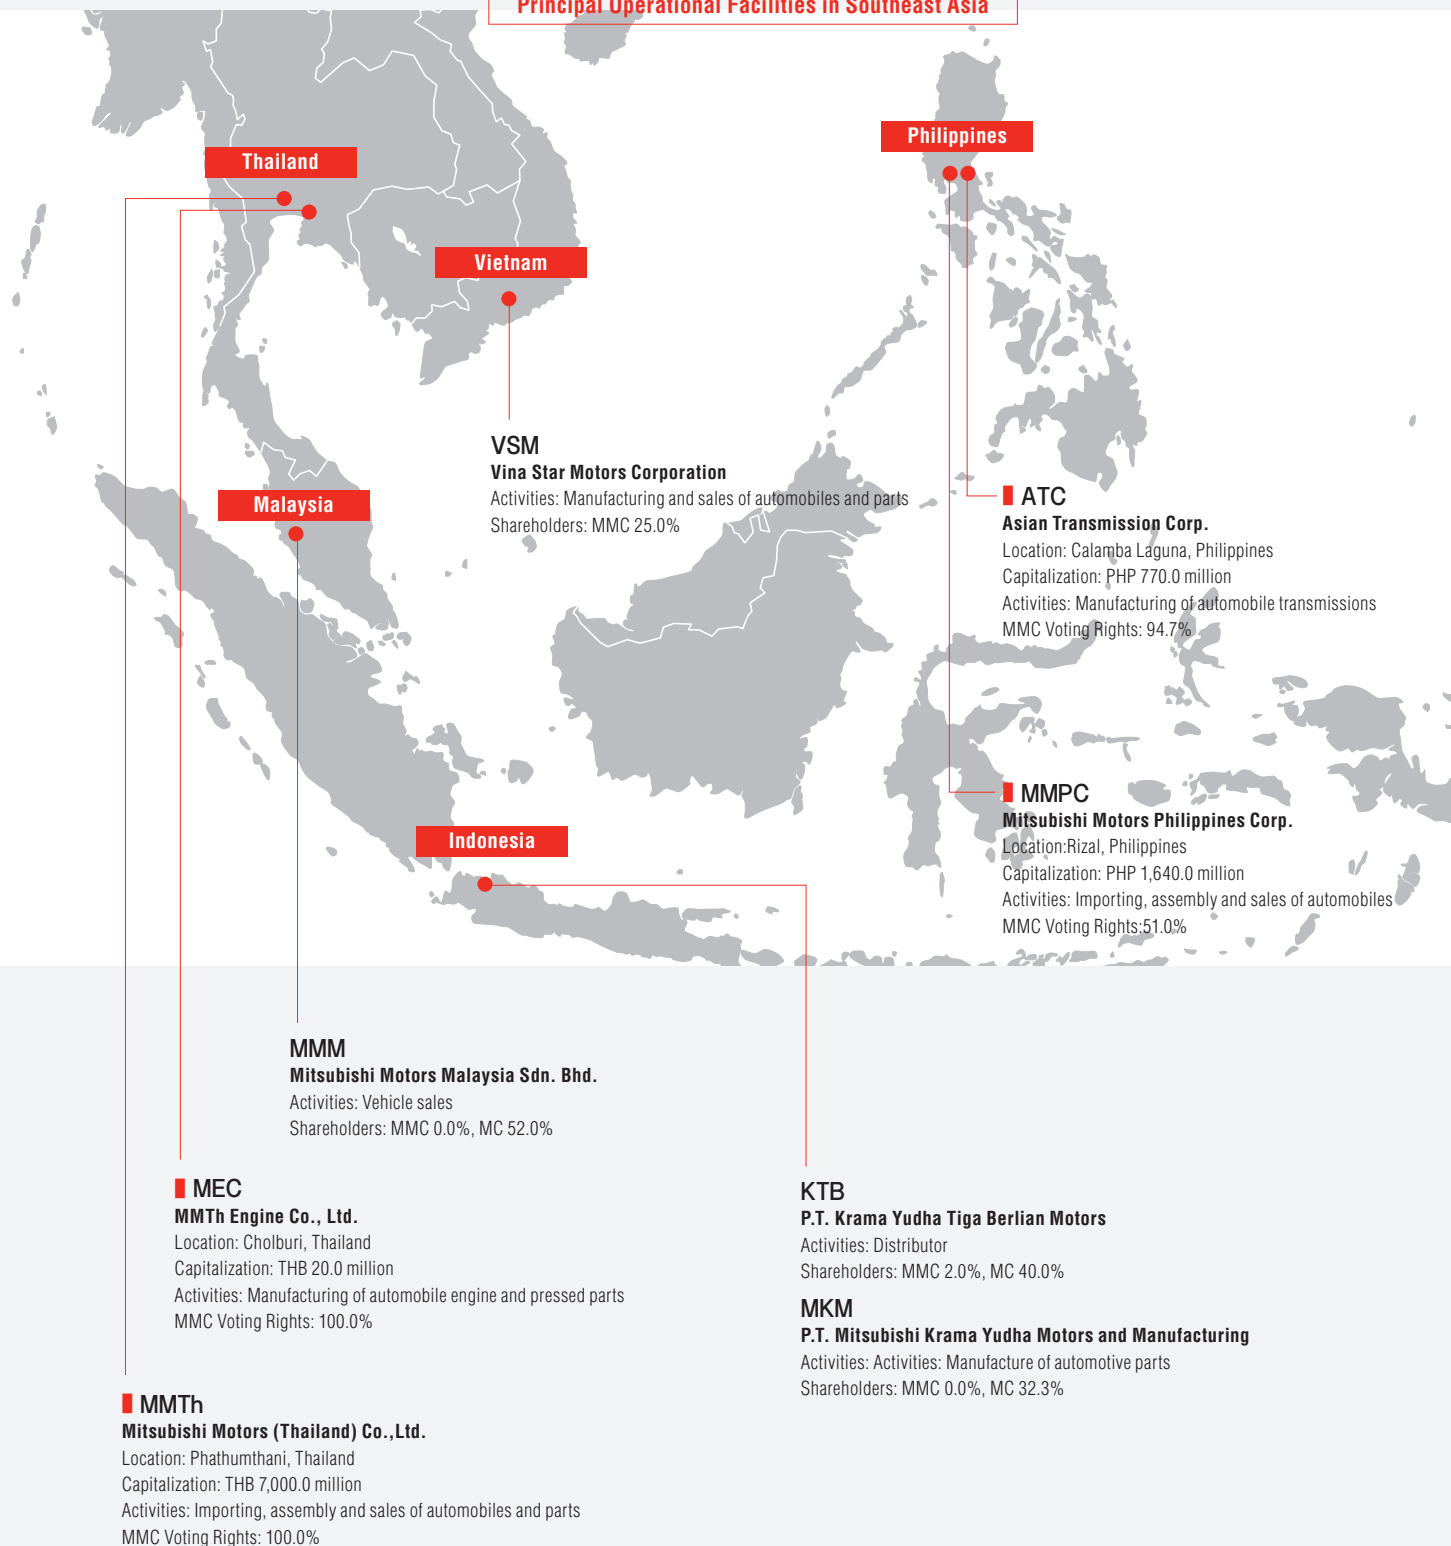 Principal Operational Facilities in Southeast Asia
Thailand
Philippines
Vietnam
Malaysia
Indonesia
VSM
Vina Star Motors Corporation
Activities: Manufacturing and sales of automobiles and parts
Shareholders: MMC 25.0%
ATC
Asian Transmission Corp.
Location: Calamba Laguna, Philippines
Capitalization: PHP 770.0 million
Activities: Manufacturing of automobile transmissions
MMC Voting Rights: 94.7%
MMPC
Mitsubishi Motors Philippines Corp.
Location:Rizal, Philippines
Capitalization: PHP 1,640.0 million
Activities: Importing, assembly and sales of automobiles
MMC Voting Rights:51.0%
MMM
Mitsubishi Motors Malaysia Sdn. Bhd.
Activities: Vehicle sales
Shareholders: MMC 0.0%, MC 52.0%
MEC
MMTh Engine Co., Ltd.
Location: Cholburi, Thailand
Capitalization: THB 20.0 million
Activities: Manufacturing of automobile engine and pressed parts
MMC Voting Rights: 100.0%
KTB
P.T. Krama Yudha Tiga Berlian Motors
Activities: Distributor
Shareholders: MMC 2.0%, MC 40.0%
MKM
P.T. Mitsubishi Krama Yudha Motors and Manufacturing
Activities: Activities: Manufacture of automotive parts
Shareholders: MMC 0.0%, MC 32.3%
MMTh
Mitsubishi Motors (Thailand) Co.,Ltd.
Location: Phathumthani, Thailand
Capitalization: THB 7,000.0 million
Activities: Importing, assembly and sales of automobiles and parts
MMC Voting Rights: 100.0%